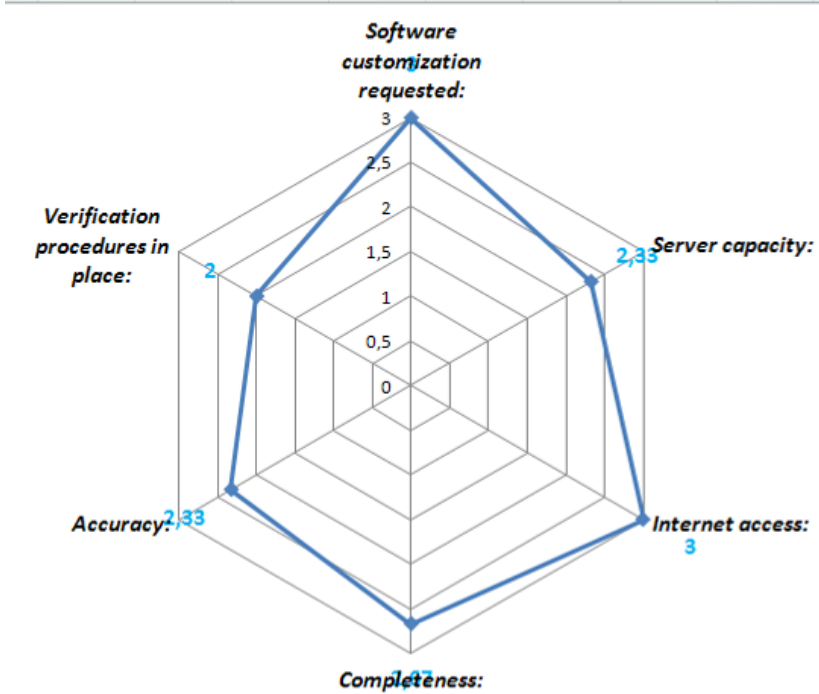 Software
customization
requested:
3
3
2,5
2
1,5
1
0,5
0
Verification
procedures in
place:
2
Server capacity:
2,33
Accuracy:
2,33
Internet access:
3
Completeness: